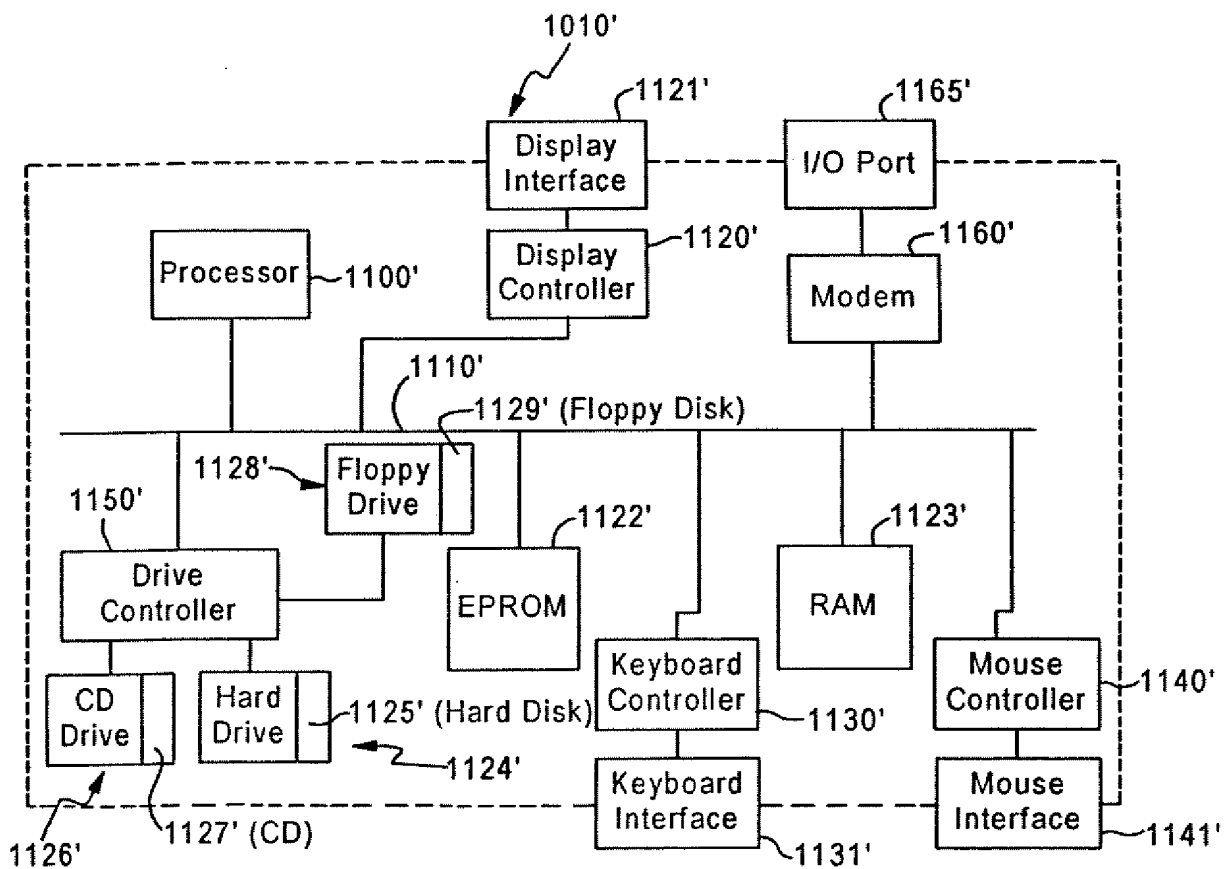 1010'
1121'
1165'
Display
Interface
I/O Port
1120'
1160'
Processor
1100'
Display
Controller
Modem
1110'
1129' (Floppy Disk)
1128'
Floppy
Drive
1150'
1122'
1123'
Drive
Controller
EPROM
RAM
CD
Drive
Hard
Drive
1125' (Hard Disk)
Keyboard
Controller
1130'
Mouse
Controller
1140'
1124'
1126'
1127' (CD)
Keyboard
Interface
1131'
Mouse
Interface
1141'